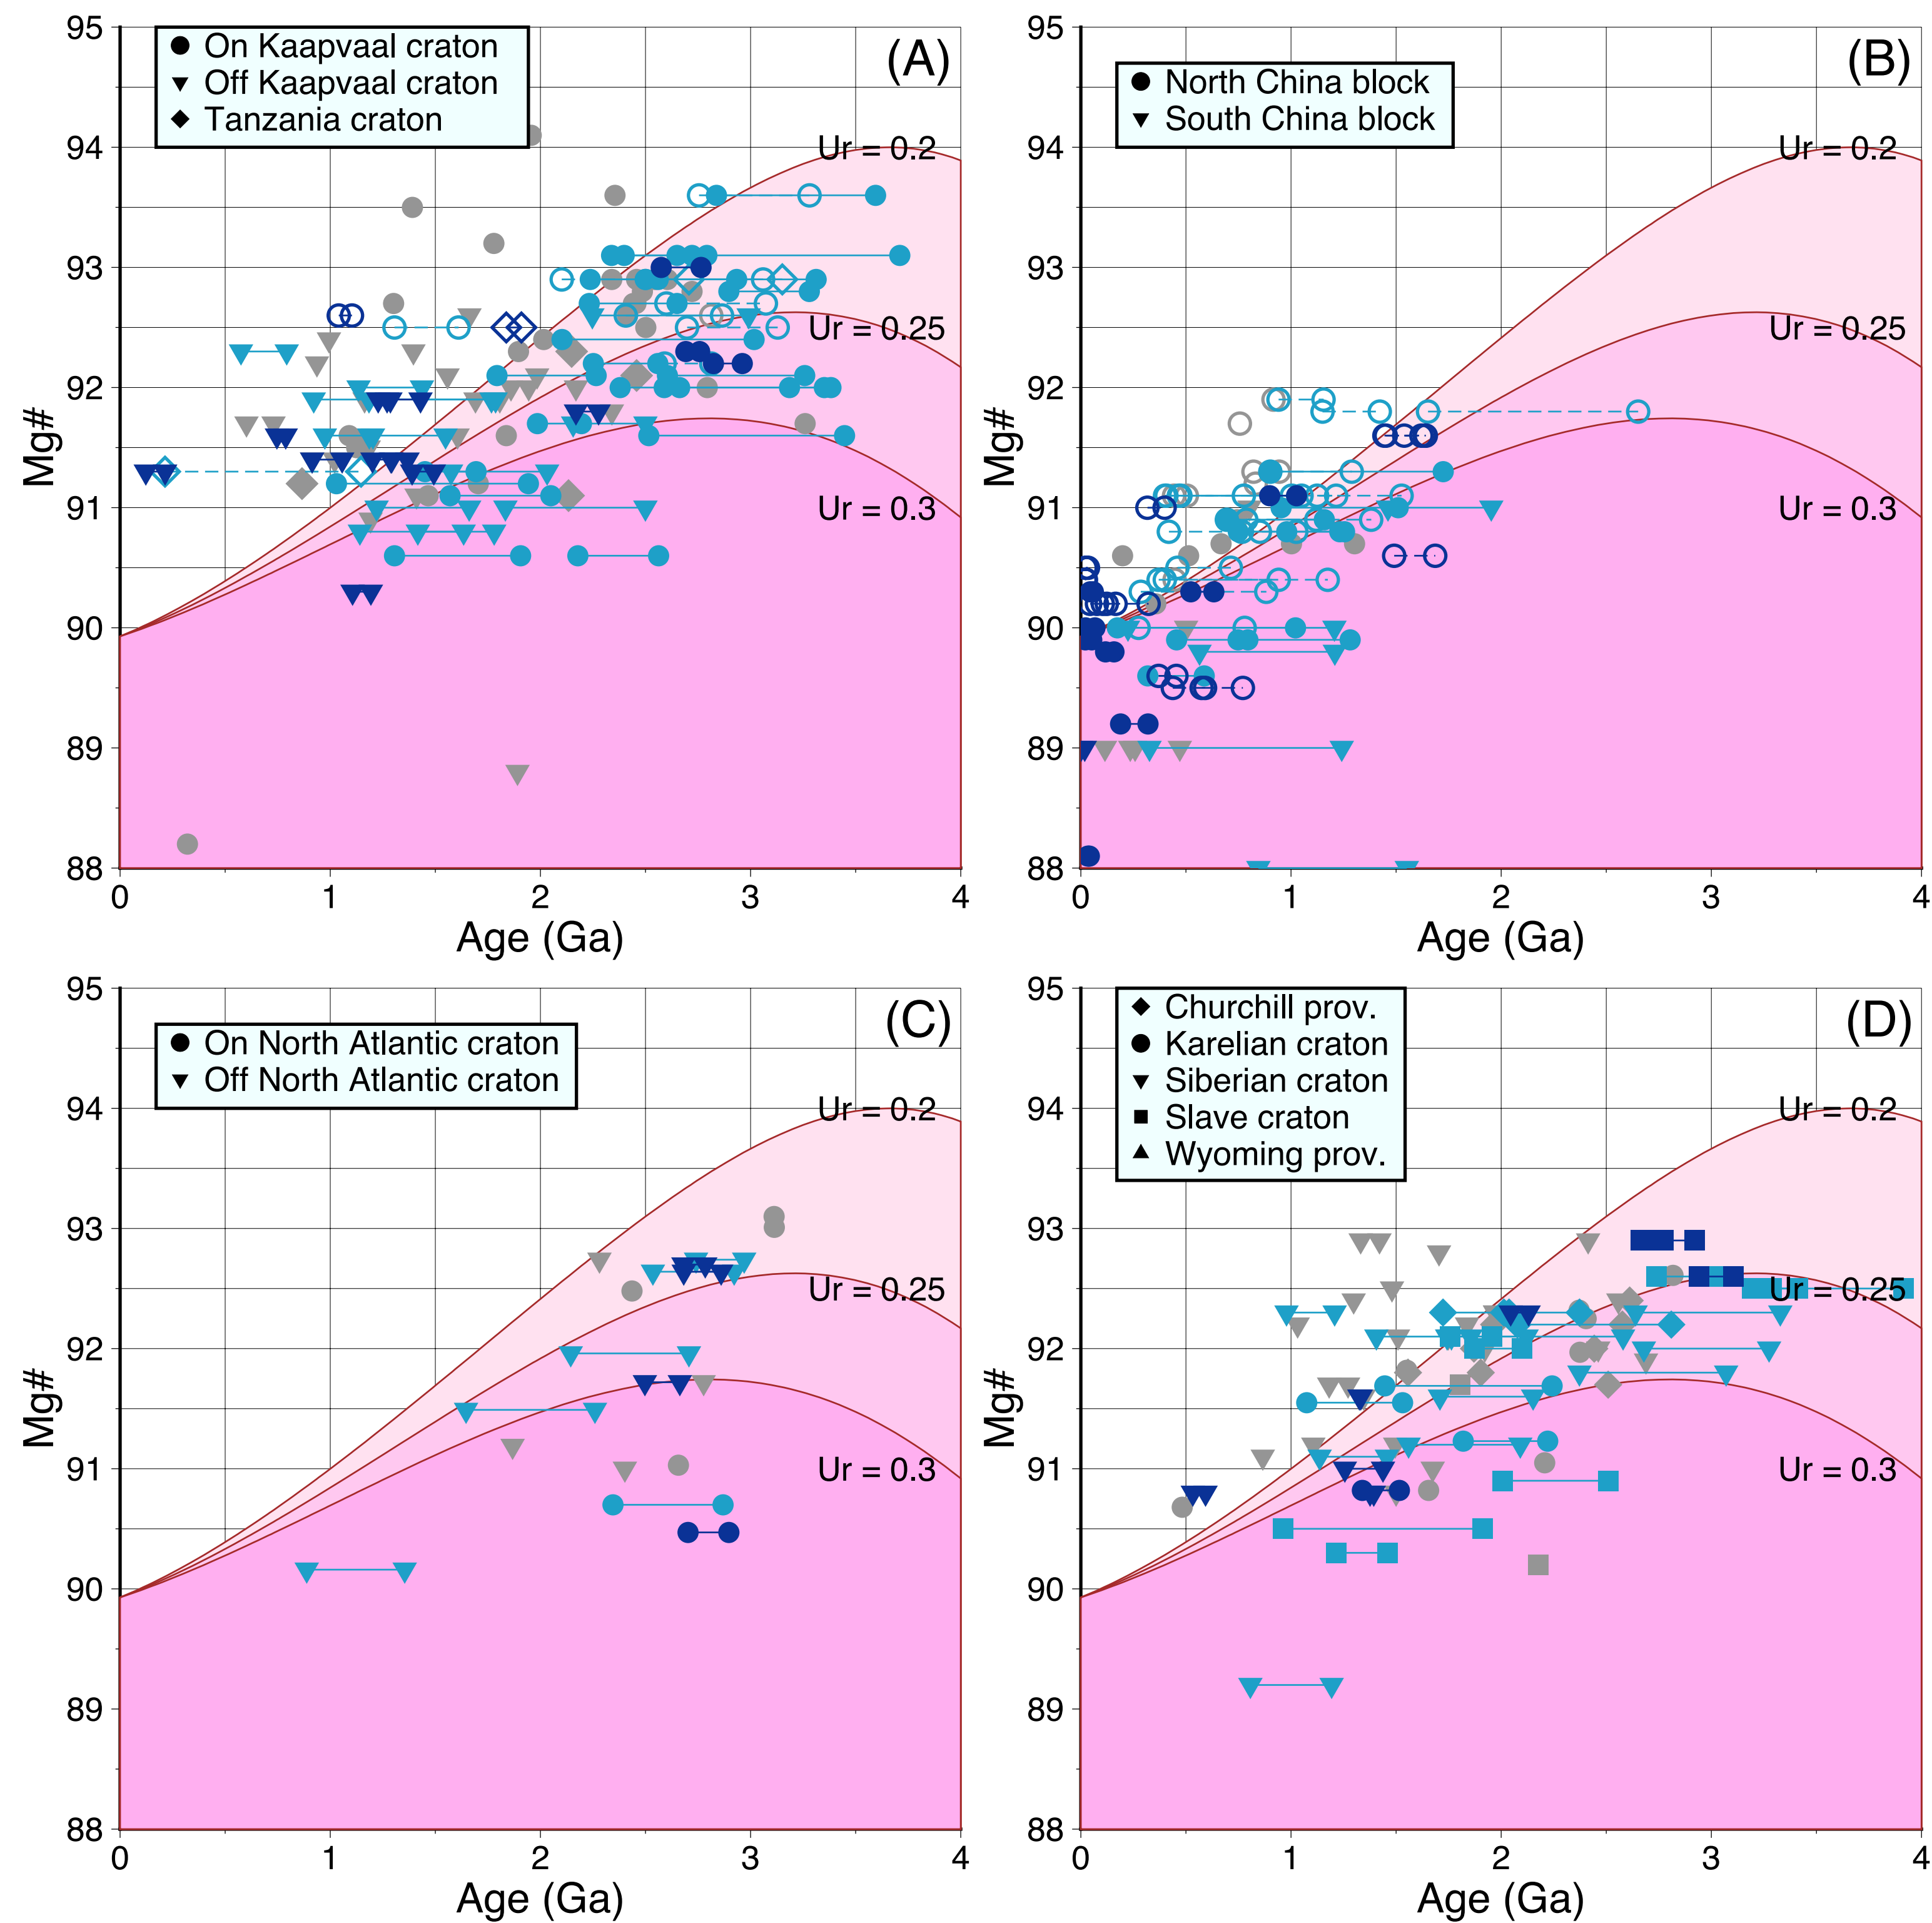 95
94
93
92
91
90
89
88
0 1 2 3 4
Mg#
Age (Ga)
On Kaapvaal craton
Off Kaapvaal craton
Tanzania craton
(A)
Ur = 0.2
Ur = 0.25
Ur = 0.3
95
94
93
92
91
90
89
88
0 1 2 3 4
Mg#
Age (Ga)
North China block
South China block
(B)
Ur = 0.2
Ur = 0.25
Ur = 0.3
95
94
93
92
91
90
89
88
0 1 2 3 4
Mg#
Age (Ga)
On North Atlantic craton
Off North Atlantic craton
(C)
Ur = 0.2
Ur = 0.25
Ur = 0.3
95
94
93
92
91
90
89
88
0 1 2 3 4
Mg#
Age (Ga)
Churchill prov.
Karelian craton
Siberian craton
Slave craton
Wyoming prov.
(D)
Ur = 0.2
Ur = 0.25
Ur = 0.3